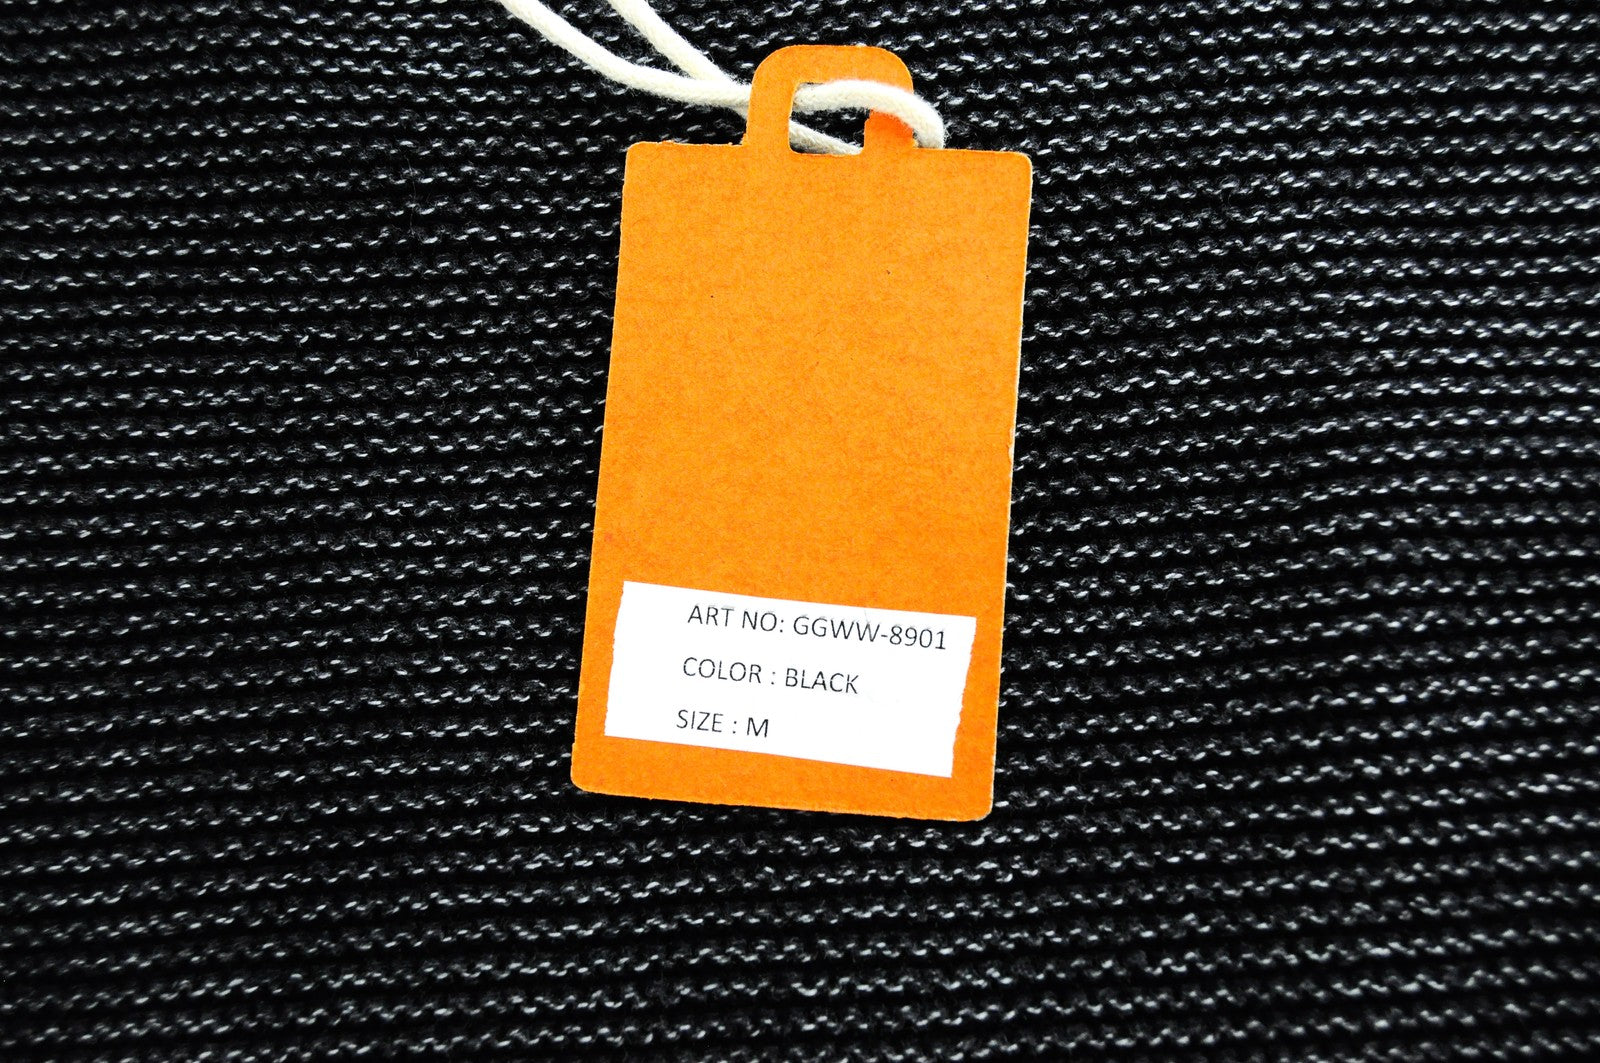 ART NO: GGWW-8901
COLOR : BLACK
SIZE : M